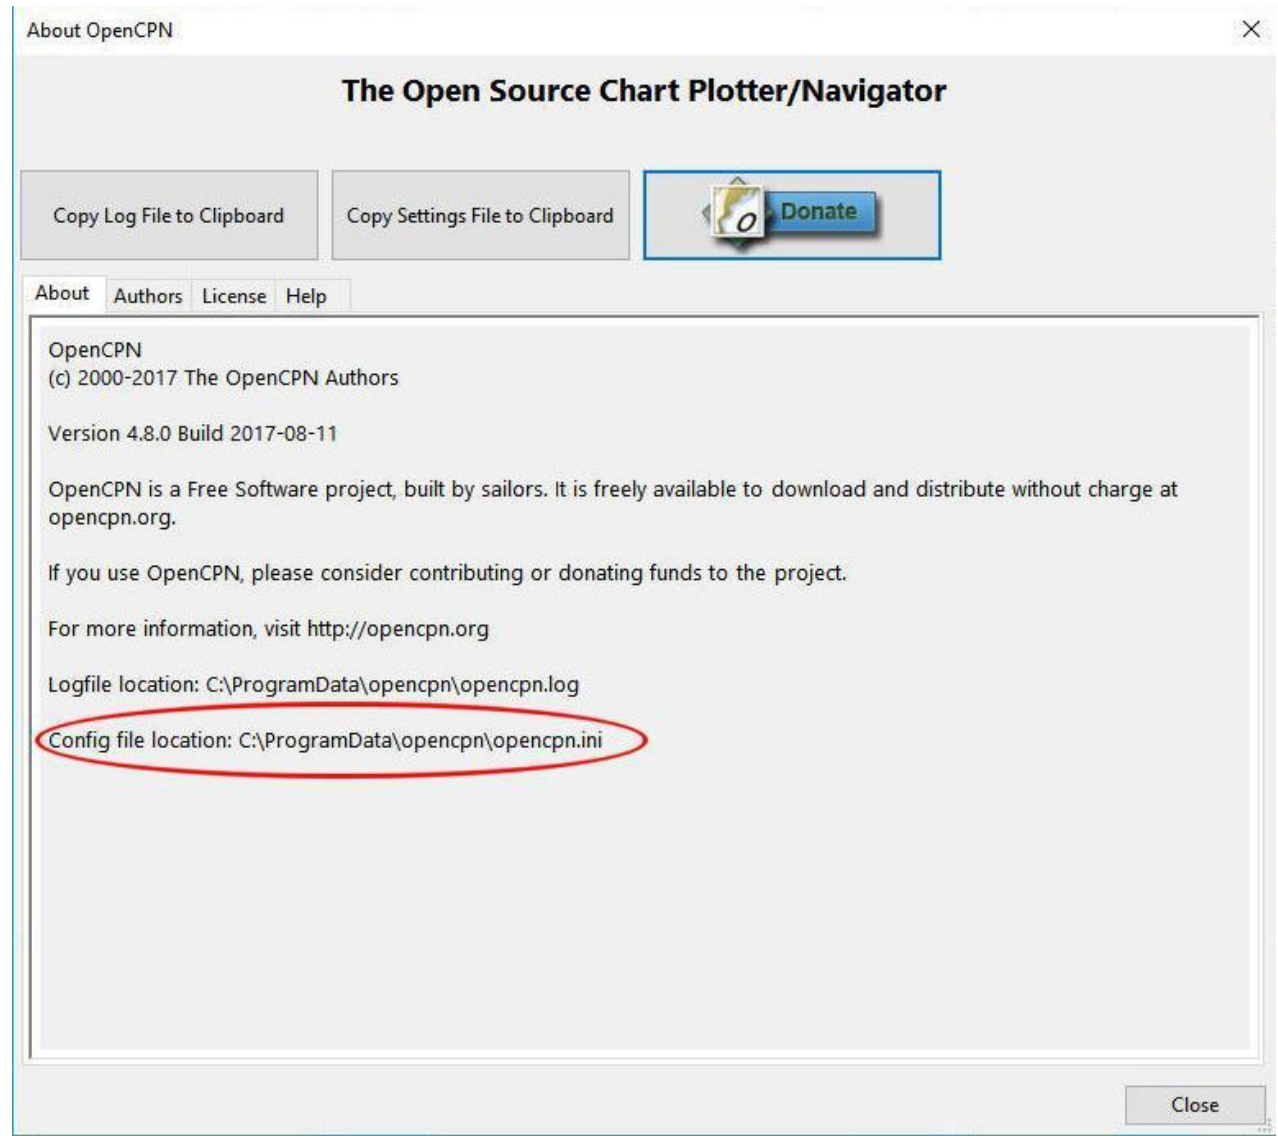 About OpenCPN
The Open Source Chart Plotter/Navigator
Copy Log File to Clipboard
Copy Settings File to Clipboard
O
Donate
About
Authors
License
Help
OpenCPN
(c) 2000-2017 The OpenCPN Authors
Version 4.8.0 Build 2017-08-11
OpenCPN is a Free Software project, built by sailors. It is freely available to download and distribute without charge at
opencpn.org.
If you use OpenCPN, please consider contributing or donating funds to the project.
For more information, visit http://opencpn.org
Logfile location: C:\ProgramData\opencpn\opencpn.log
Config file location: C:\ProgramData\opencpn\opencpn.ini
Close